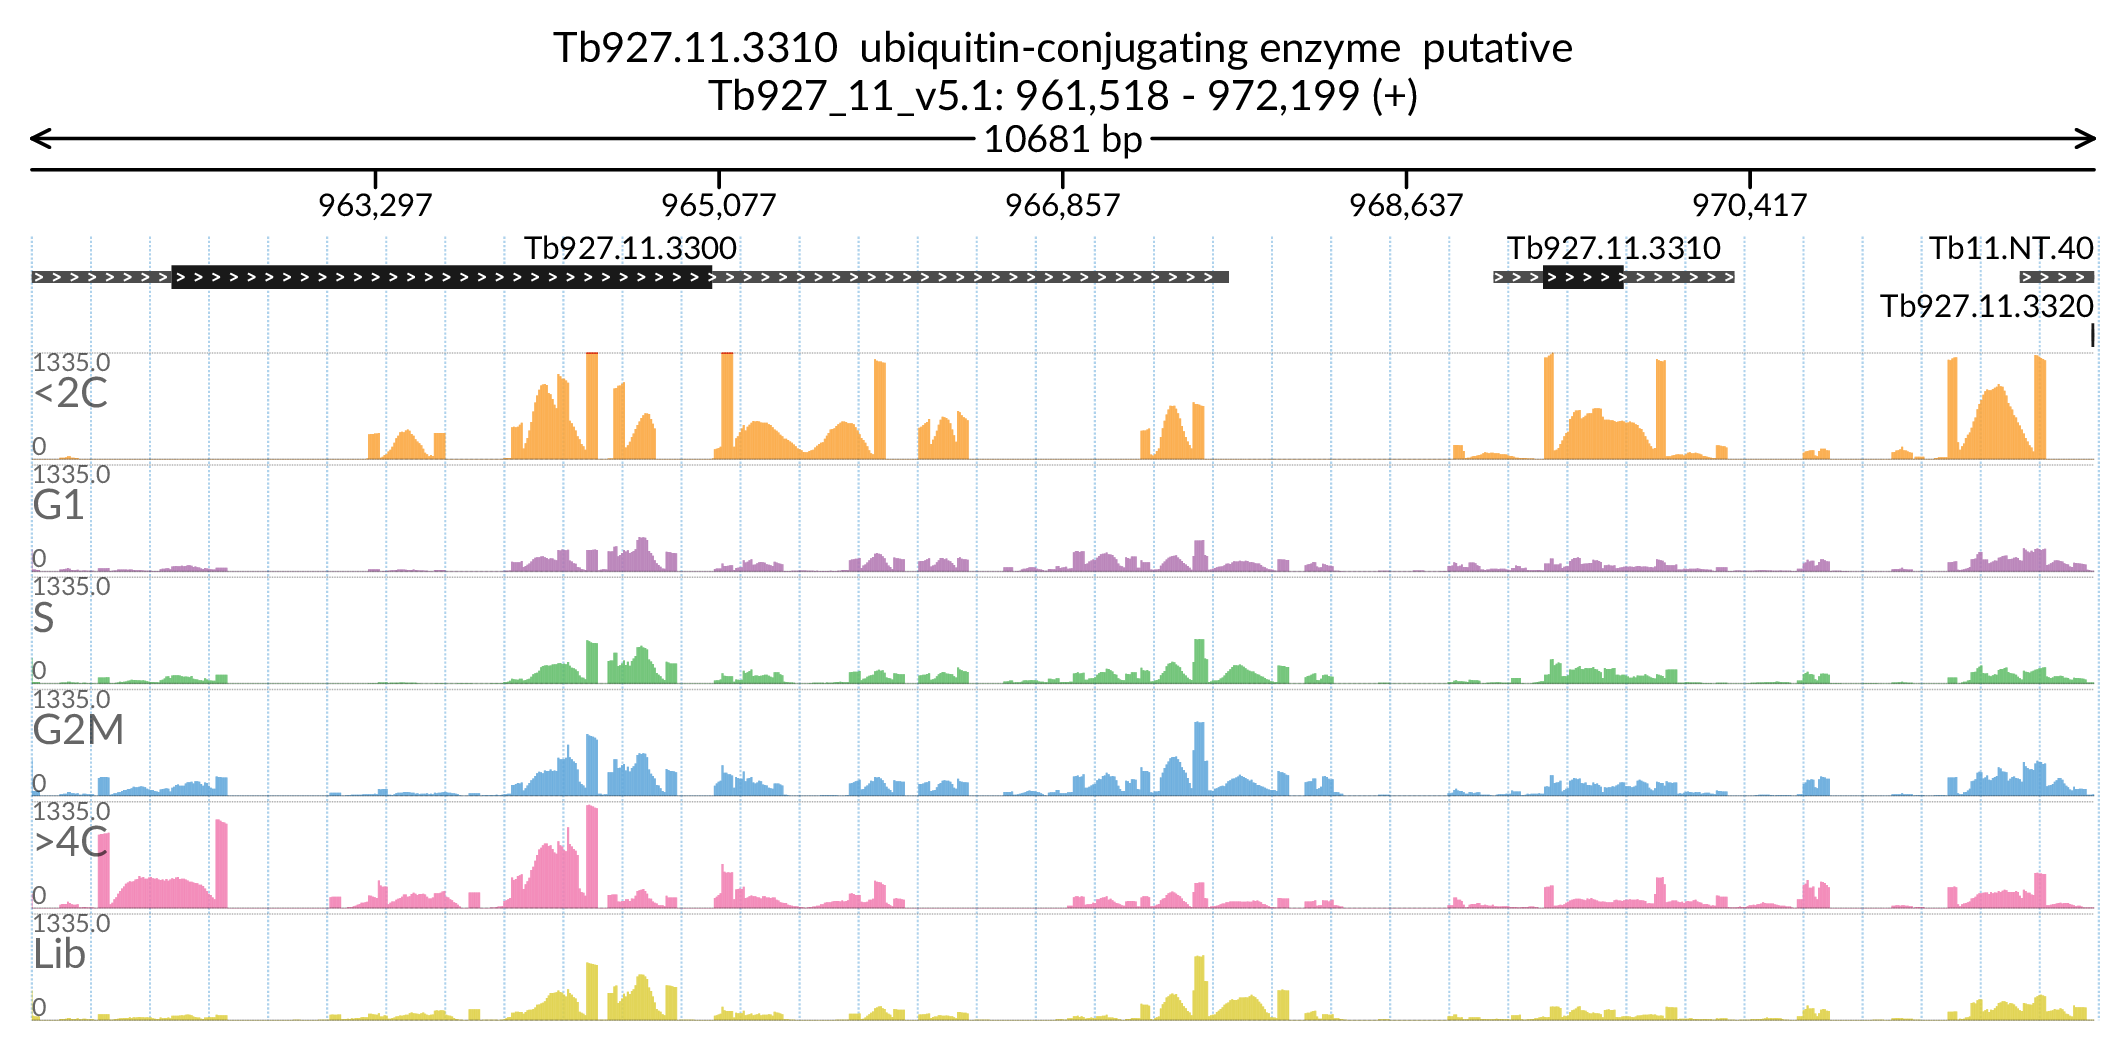 Tb927.11.3310 ubiquitin-conjugating enzyme putative
Tb927_11_v5.1: 961,518 - 972,199 (+)
10681 bp
963,297 965,077 966,857 968,637 970,417
Tb927.11.3300 Tb927.11.3310 Tb11.NT.40
Tb927.11.3320
1335.0
<2C
0
1335.0
G1
0
1335.0
S
0
1335.0
G2M
0
1335.0
>4C
0
1335.0
Lib
0